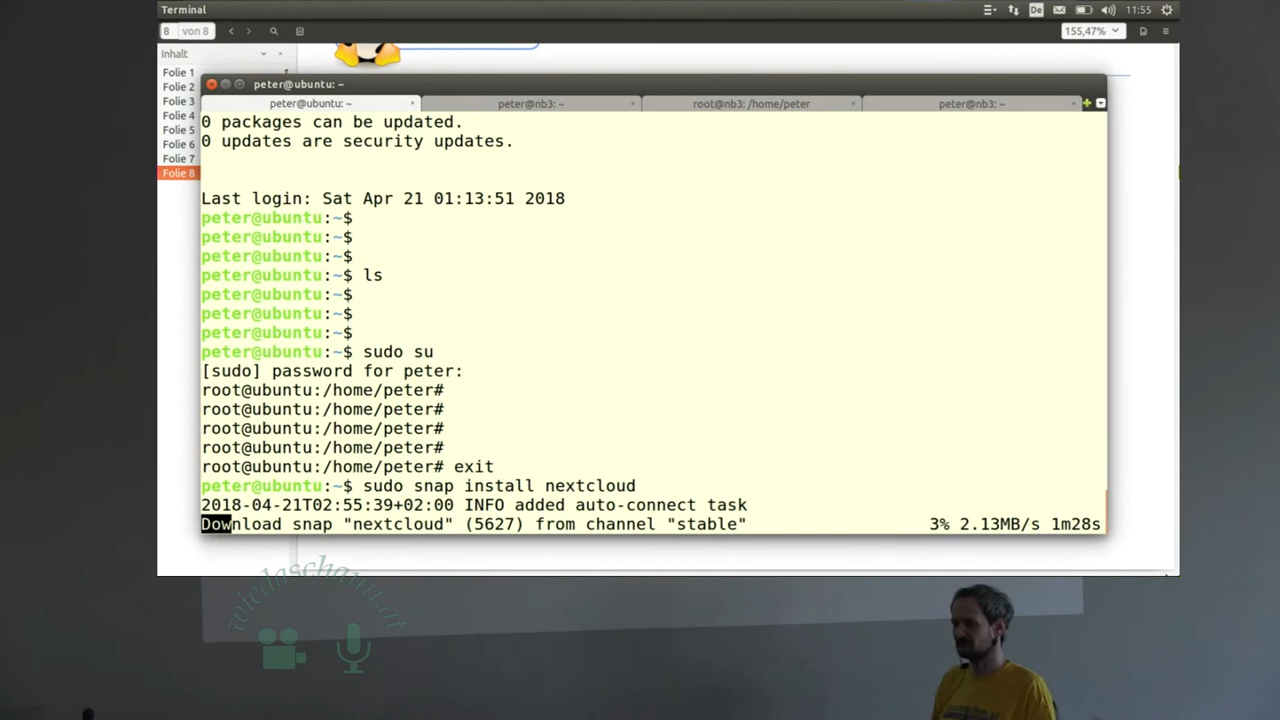 Terminal
De
11:55
8 von 8
155,47%
Inhalt
Folie 1
Folie 2
Folie 3
Folie 4
Folie 5
Folie 6
Folie 7
Folie 8
peter@ubuntu: ~
peter@ubuntu: ~
peter@nb3: ~
root@nb3: /home/peter
peter@nb3: ~
0 packages can be updated.
0 updates are security updates.
Last login: Sat Apr 21 01:13:51 2018
peter@ubuntu:~$
peter@ubuntu:~$
peter@ubuntu:~$
peter@ubuntu:~$ ls
peter@ubuntu:~$
peter@ubuntu:~$
peter@ubuntu:~$
peter@ubuntu:~$ sudo su
[sudo] password for peter:
root@ubuntu:/home/peter#
root@ubuntu:/home/peter#
root@ubuntu:/home/peter#
root@ubuntu:/home/peter#
root@ubuntu:/home/peter# exit
peter@ubuntu:~$ sudo snap install nextcloud
2018-04-21T02:55:39+02:00 INFO added auto-connect task
Download snap "nextcloud" (5627) from channel "stable" 3% 2.13MB/s 1m28s
wiedaschaun.at